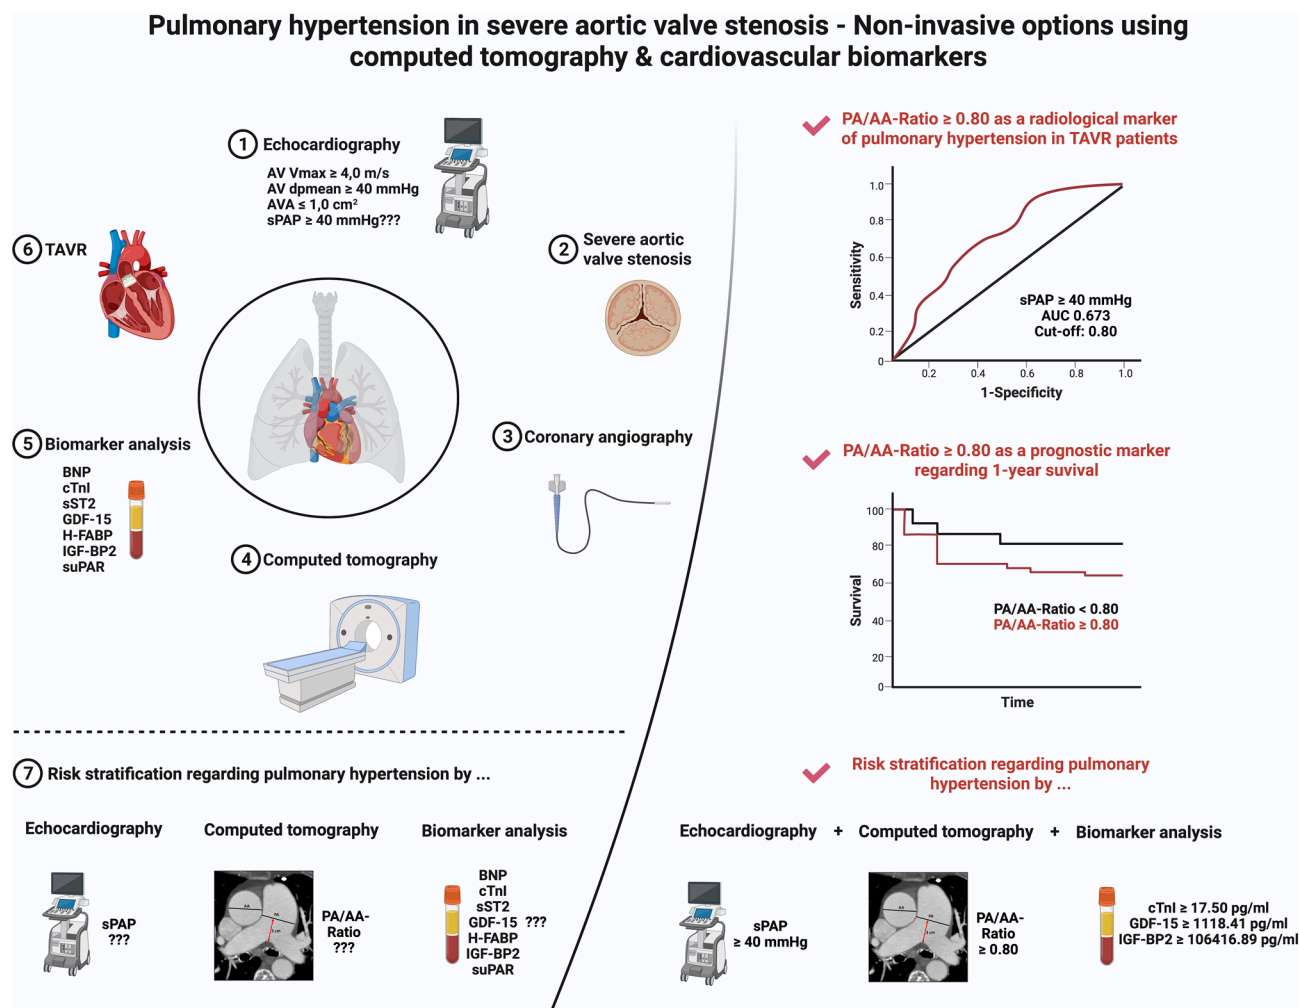 Pulmonary hypertension in severe aortic valve stenosis - Non-invasive options using
computed tomography & cardiovascular biomarkers
1 Echocardiography
AV Vmax ≥ 4,0 m/s
AV dpmean ≥ 40 mmHg
AVA ≤ 1,0 cm²
sPAP ≥ 40 mmHg???
2 Severe aortic
valve stenosis
3 Coronary angiography
4 Computed tomography
5 Biomarker analysis
BNP
cTnI
sST2
GDF-15
H-FABP
IGF-BP2
suPAR
6 TAVR
7 Risk stratification regarding pulmonary hypertension by ...
Echocardiography
sPAP
???
Computed tomography
AA
PA
5 cm
PA/AA-
Ratio
???
Biomarker analysis
BNP
cTnI
sST2
GDF-15 ???
H-FABP
IGF-BP2
suPAR
PA/AA-Ratio ≥ 0.80 as a radiological marker
of pulmonary hypertension in TAVR patients
Sensitivity
1.0
0.8
0.6
0.4
0.2
0
sPAP ≥ 40 mmHg
AUC 0.673
Cut-off: 0.80
0.2 0.4 0.6 0.8 1.0
1-Specificity
PA/AA-Ratio ≥ 0.80 as a prognostic marker
regarding 1-year suvival
Survival
100
80
60
40
20
0
PA/AA-Ratio < 0.80
PA/AA-Ratio ≥ 0.80
Time
Risk stratification regarding pulmonary
hypertension by ...
Echocardiography + Computed tomography + Biomarker analysis
sPAP
≥ 40 mmHg
AA
PA
5 cm
PA/AA-
Ratio
≥ 0.80
cTnI ≥ 17.50 pg/ml
GDF-15 ≥ 1118.41 pg/ml
IGF-BP2 ≥ 106416.89 pg/ml